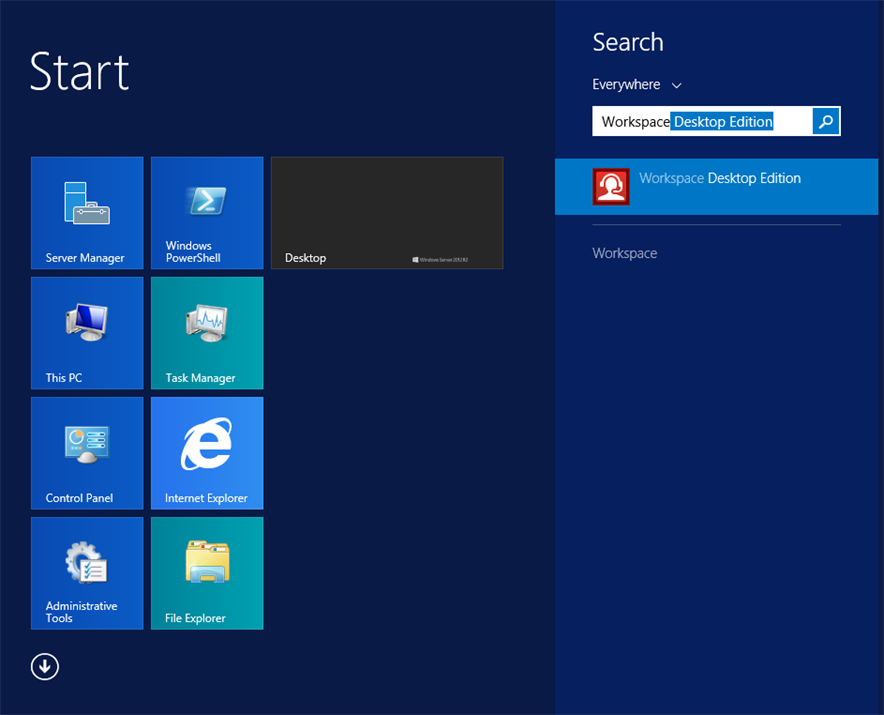 Start
Search
Everywhere
Workspace Desktop Edition
Workspace Desktop Edition
Workspace
Server Manager
Windows
PowerShell
Desktop
Windows Server 2012 R2
This PC
Task Manager
Control Panel
Internet Explorer
Administrative
Tools
File Explorer